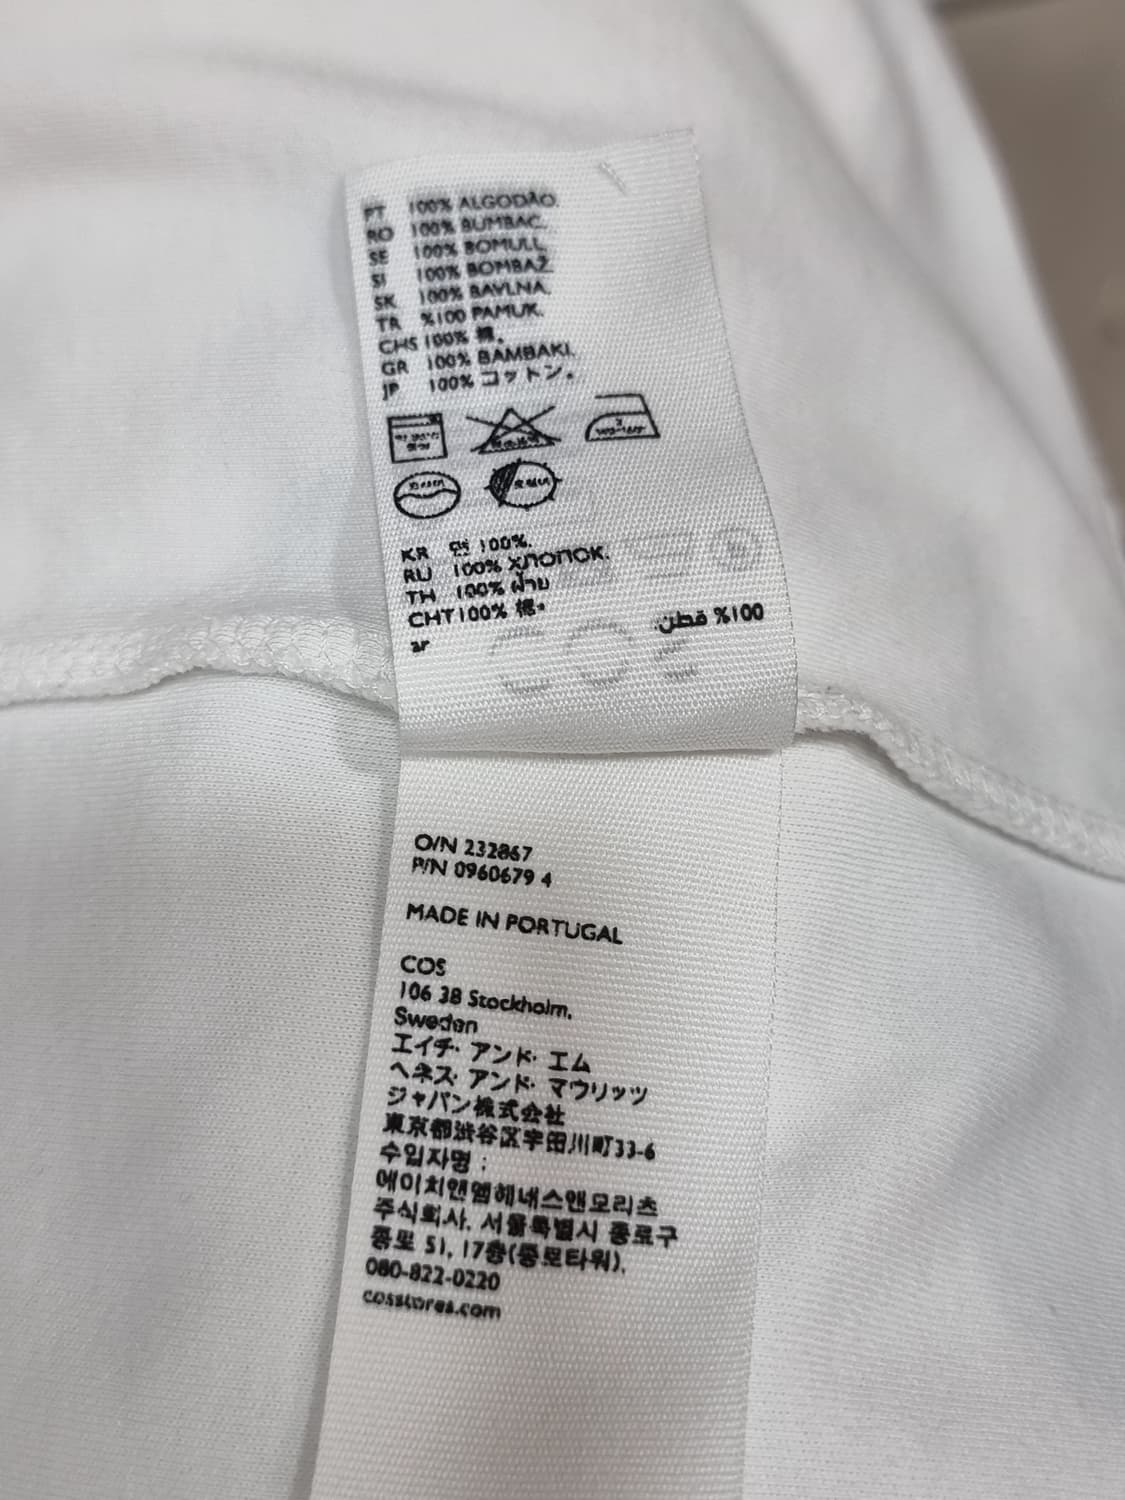 PT 100% ALGODÃO.
RO 100% BUMBAC.
SE 100% BOMULL
SI 100% BOMBAŽ
SK 100% BAVLNA.
TR %100 PAMUK.
CHS 100% 棉。
GR 100% BAMBAKI.
JP 100% コットン。
KR 면 100%.
RU 100% ХЛОПОК.
TH 100% ฝ้าย
CHT 100% 棉。
ar %100 قطن.
COS
O/N 232867
P/N 0960679 4
MADE IN PORTUGAL
COS
106 38 Stockholm,
Sweden
エイチ・アンド・エム
ヘネス・アンド・マウリッツ
ジャパン株式会社
東京都渋谷区宇田川町33-6
수입자명 :
에이치앤엠헤네스앤모리츠
주식회사. 서울특별시 종로구
종로 51, 17층(종로타워),
080-822-0220
cosstores.com